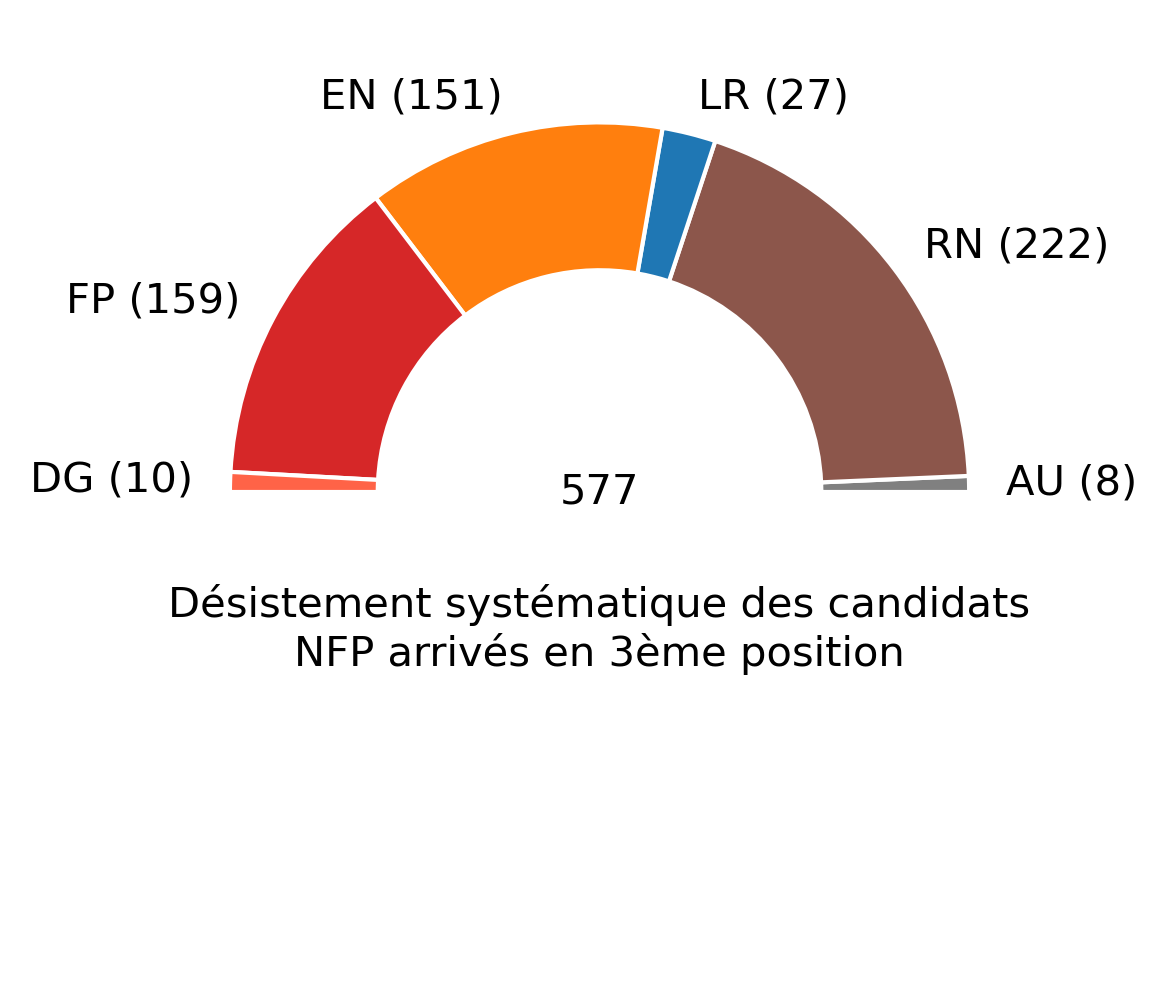 EN (151)
LR (27)
RN (222)
FP (159)
DG (10)
577
AU (8)
Désistement systématique des candidats
NFP arrivés en 3ème position